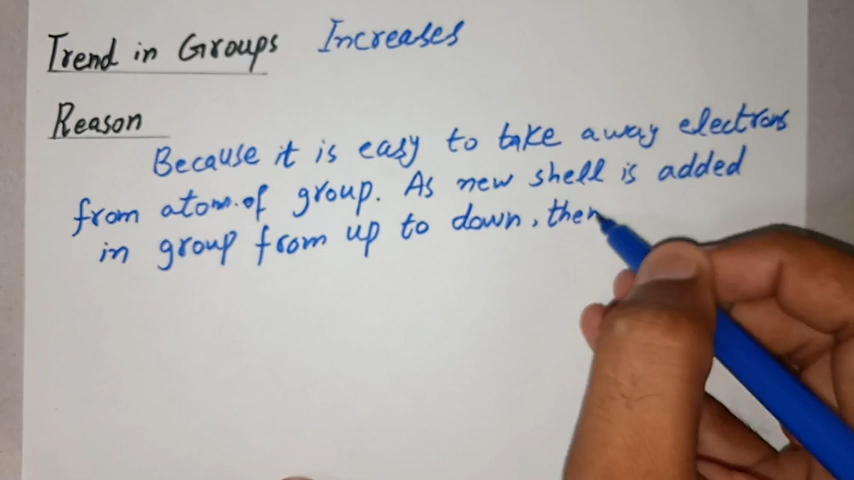 Trend in Groups Increases
Reason
Because it is easy to take away electrons
from atom.of group. As new shell is added
in group from up to down, then